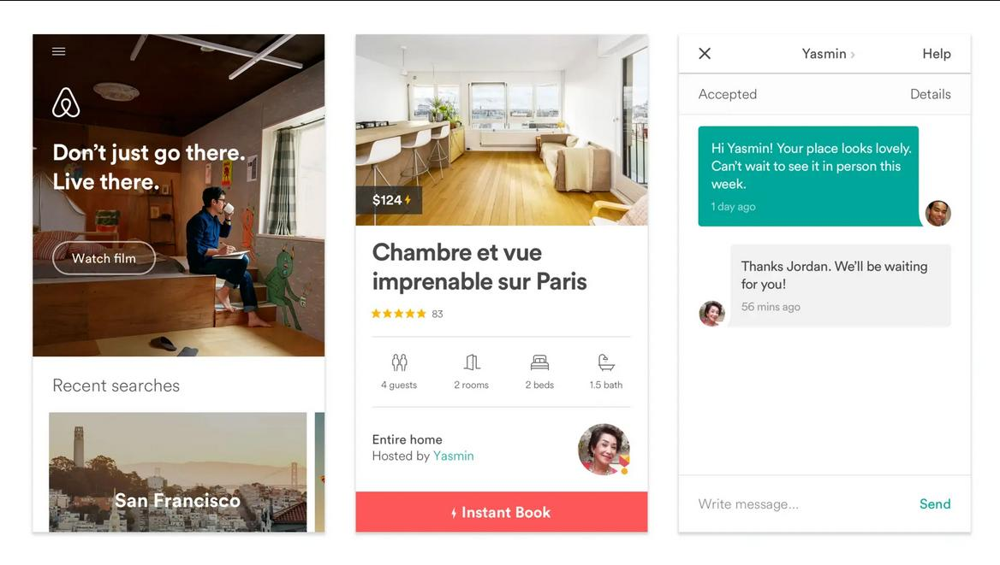 Don't just go there.
Live there.
Watch film
Recent searches
San Francisco
$124
Chambre et vue
imprenable sur Paris
83
4 guests
2 rooms
2 beds
1.5 bath
Entire home
Hosted by Yasmin
Instant Book
Yasmin
Help
Accepted
Details
Hi Yasmin! Your place looks lovely.
Can't wait to see it in person this
week.
1 day ago
Thanks Jordan. We'll be waiting
for you!
56 mins ago
Write message...
Send